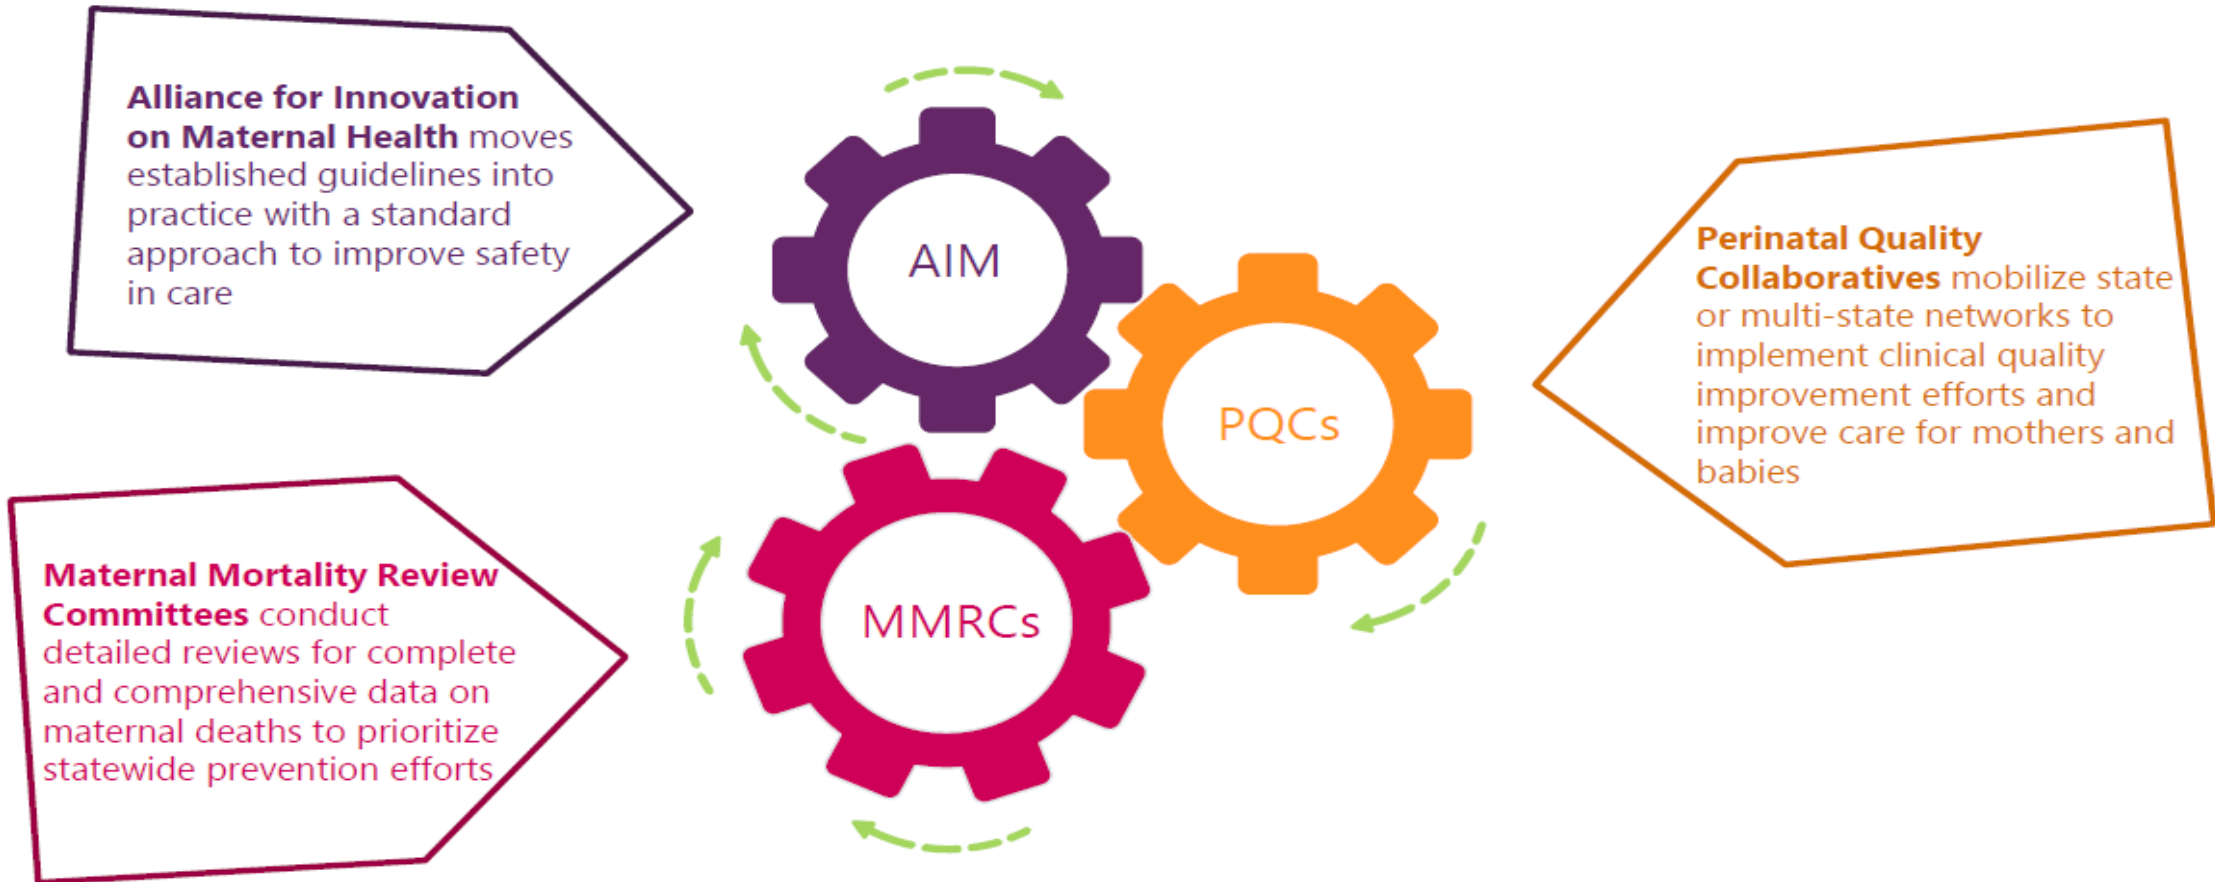 Alliance for Innovation
on Maternal Health moves
established guidelines into
practice with a standard
approach to improve safety
in care
AIM
Perinatal Quality
Collaboratives mobilize state
or multi-state networks to
implement clinical quality
improvement efforts and
improve care for mothers and
babies
PQCs
Maternal Mortality Review
Committees conduct
detailed reviews for complete
and comprehensive data on
maternal deaths to prioritize
statewide prevention efforts
MMRCs